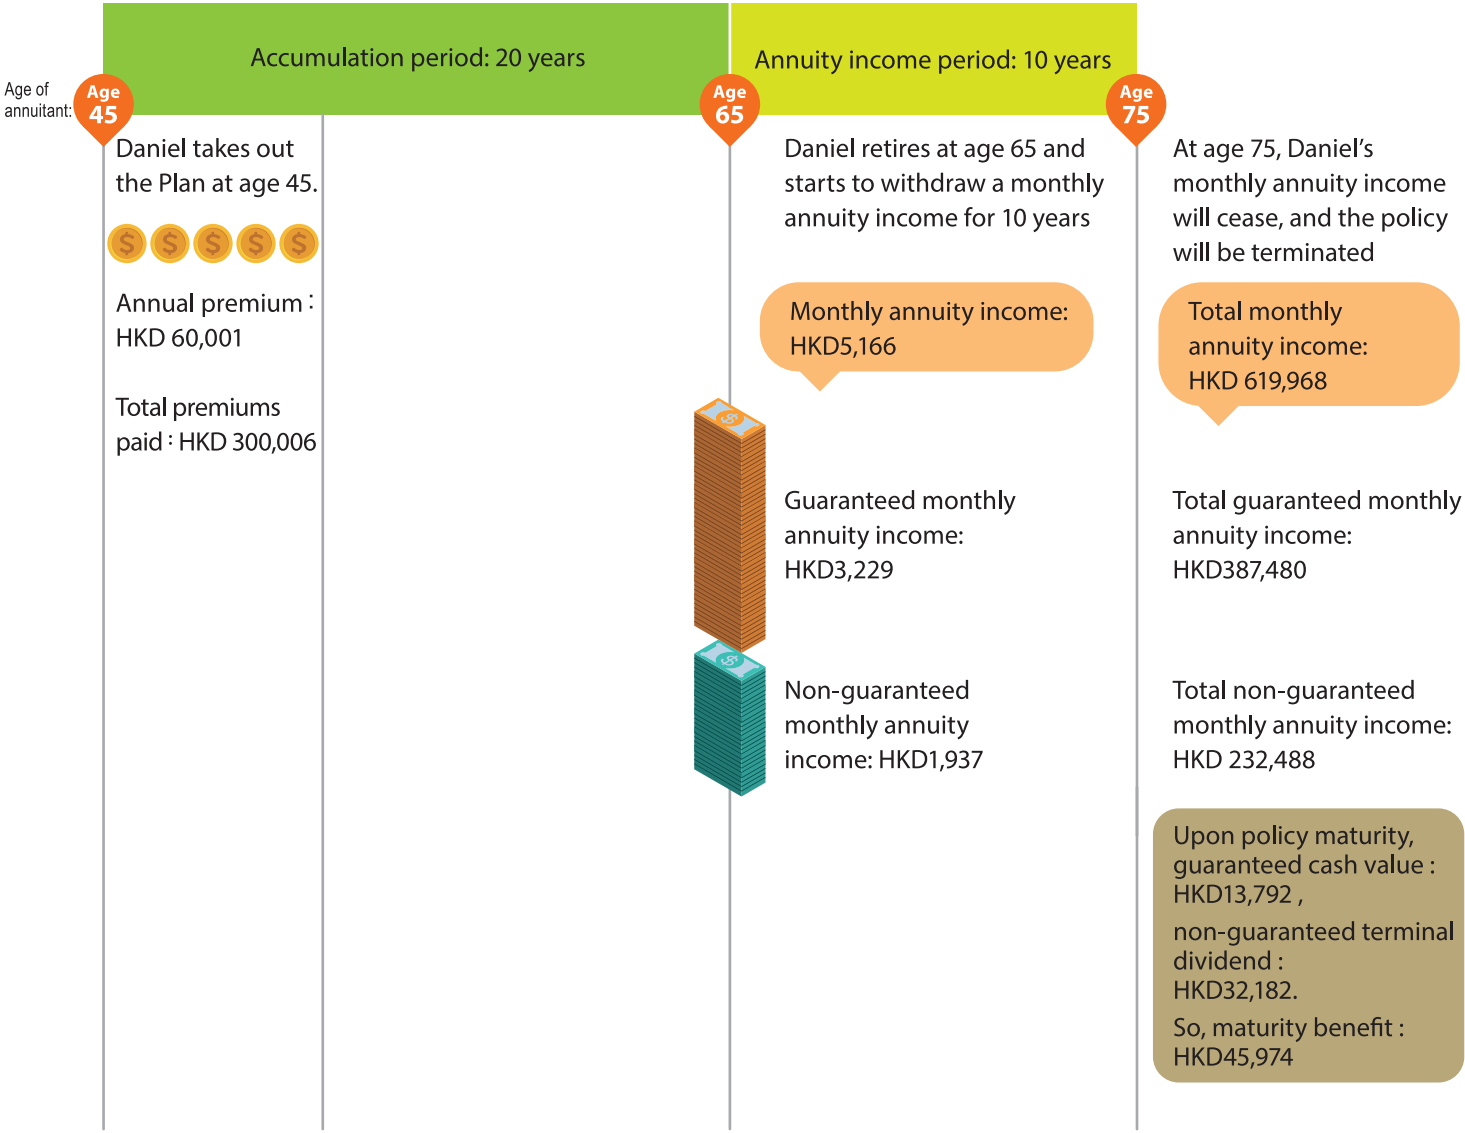 Accumulation period: 20 years
Annuity income period: 10 years
Age of
annuitant:
Age
45
Age
65
Age
75
Daniel takes out
the Plan at age 45.
$ $ $ $ $
Annual premium :
HKD 60,001
Total premiums
paid : HKD 300,006
Daniel retires at age 65 and
starts to withdraw a monthly
annuity income for 10 years
Monthly annuity income:
HKD5,166
$
Guaranteed monthly
annuity income:
HKD3,229
$
Non-guaranteed
monthly annuity
income: HKD1,937
At age 75, Daniel’s
monthly annuity income
will cease, and the policy
will be terminated
Total monthly
annuity income:
HKD 619,968
Total guaranteed monthly
annuity income:
HKD387,480
Total non-guaranteed
monthly annuity income:
HKD 232,488
Upon policy maturity,
guaranteed cash value :
HKD13,792 ,
non-guaranteed terminal
dividend :
HKD32,182.
So, maturity benefit :
HKD45,974